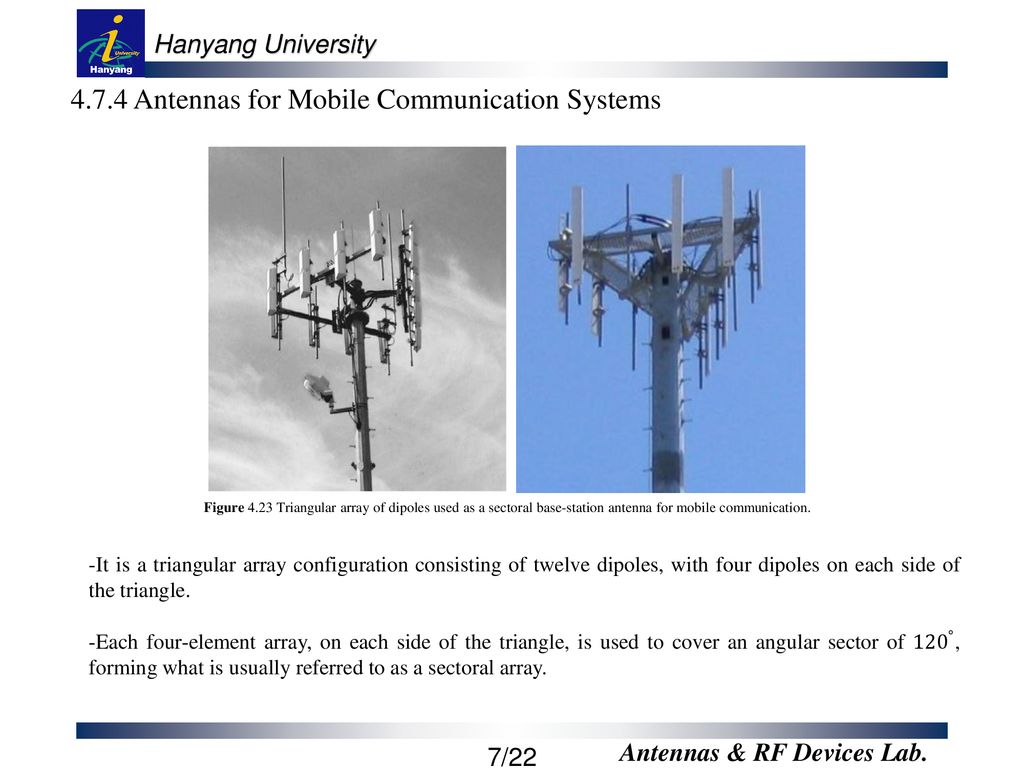 University
Hanyang
Hanyang University
4.7.4 Antennas for Mobile Communication Systems
Figure 4.23 Triangular array of dipoles used as a sectoral base-station antenna for mobile communication.
-It is a triangular array configuration consisting of twelve dipoles, with four dipoles on each side of
the triangle.
-Each four-element array, on each side of the triangle, is used to cover an angular sector of 120°,
forming what is usually referred to as a sectoral array.
7/22
Antennas & RF Devices Lab.